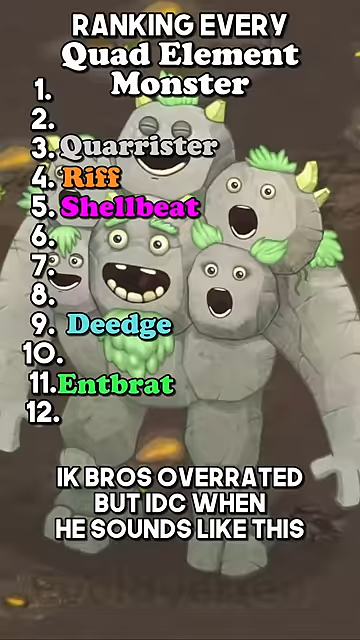 RANKING EVERY
Quad Element
Monster
1.
2.
3. Quarrister
4. Riff
5. Shellbeat
6.
7.
8.
9. Deedge
10.
11. Entbrat
12.
IK BROS OVERRATED
BUT IDC WHEN
HE SOUNDS LIKE THIS